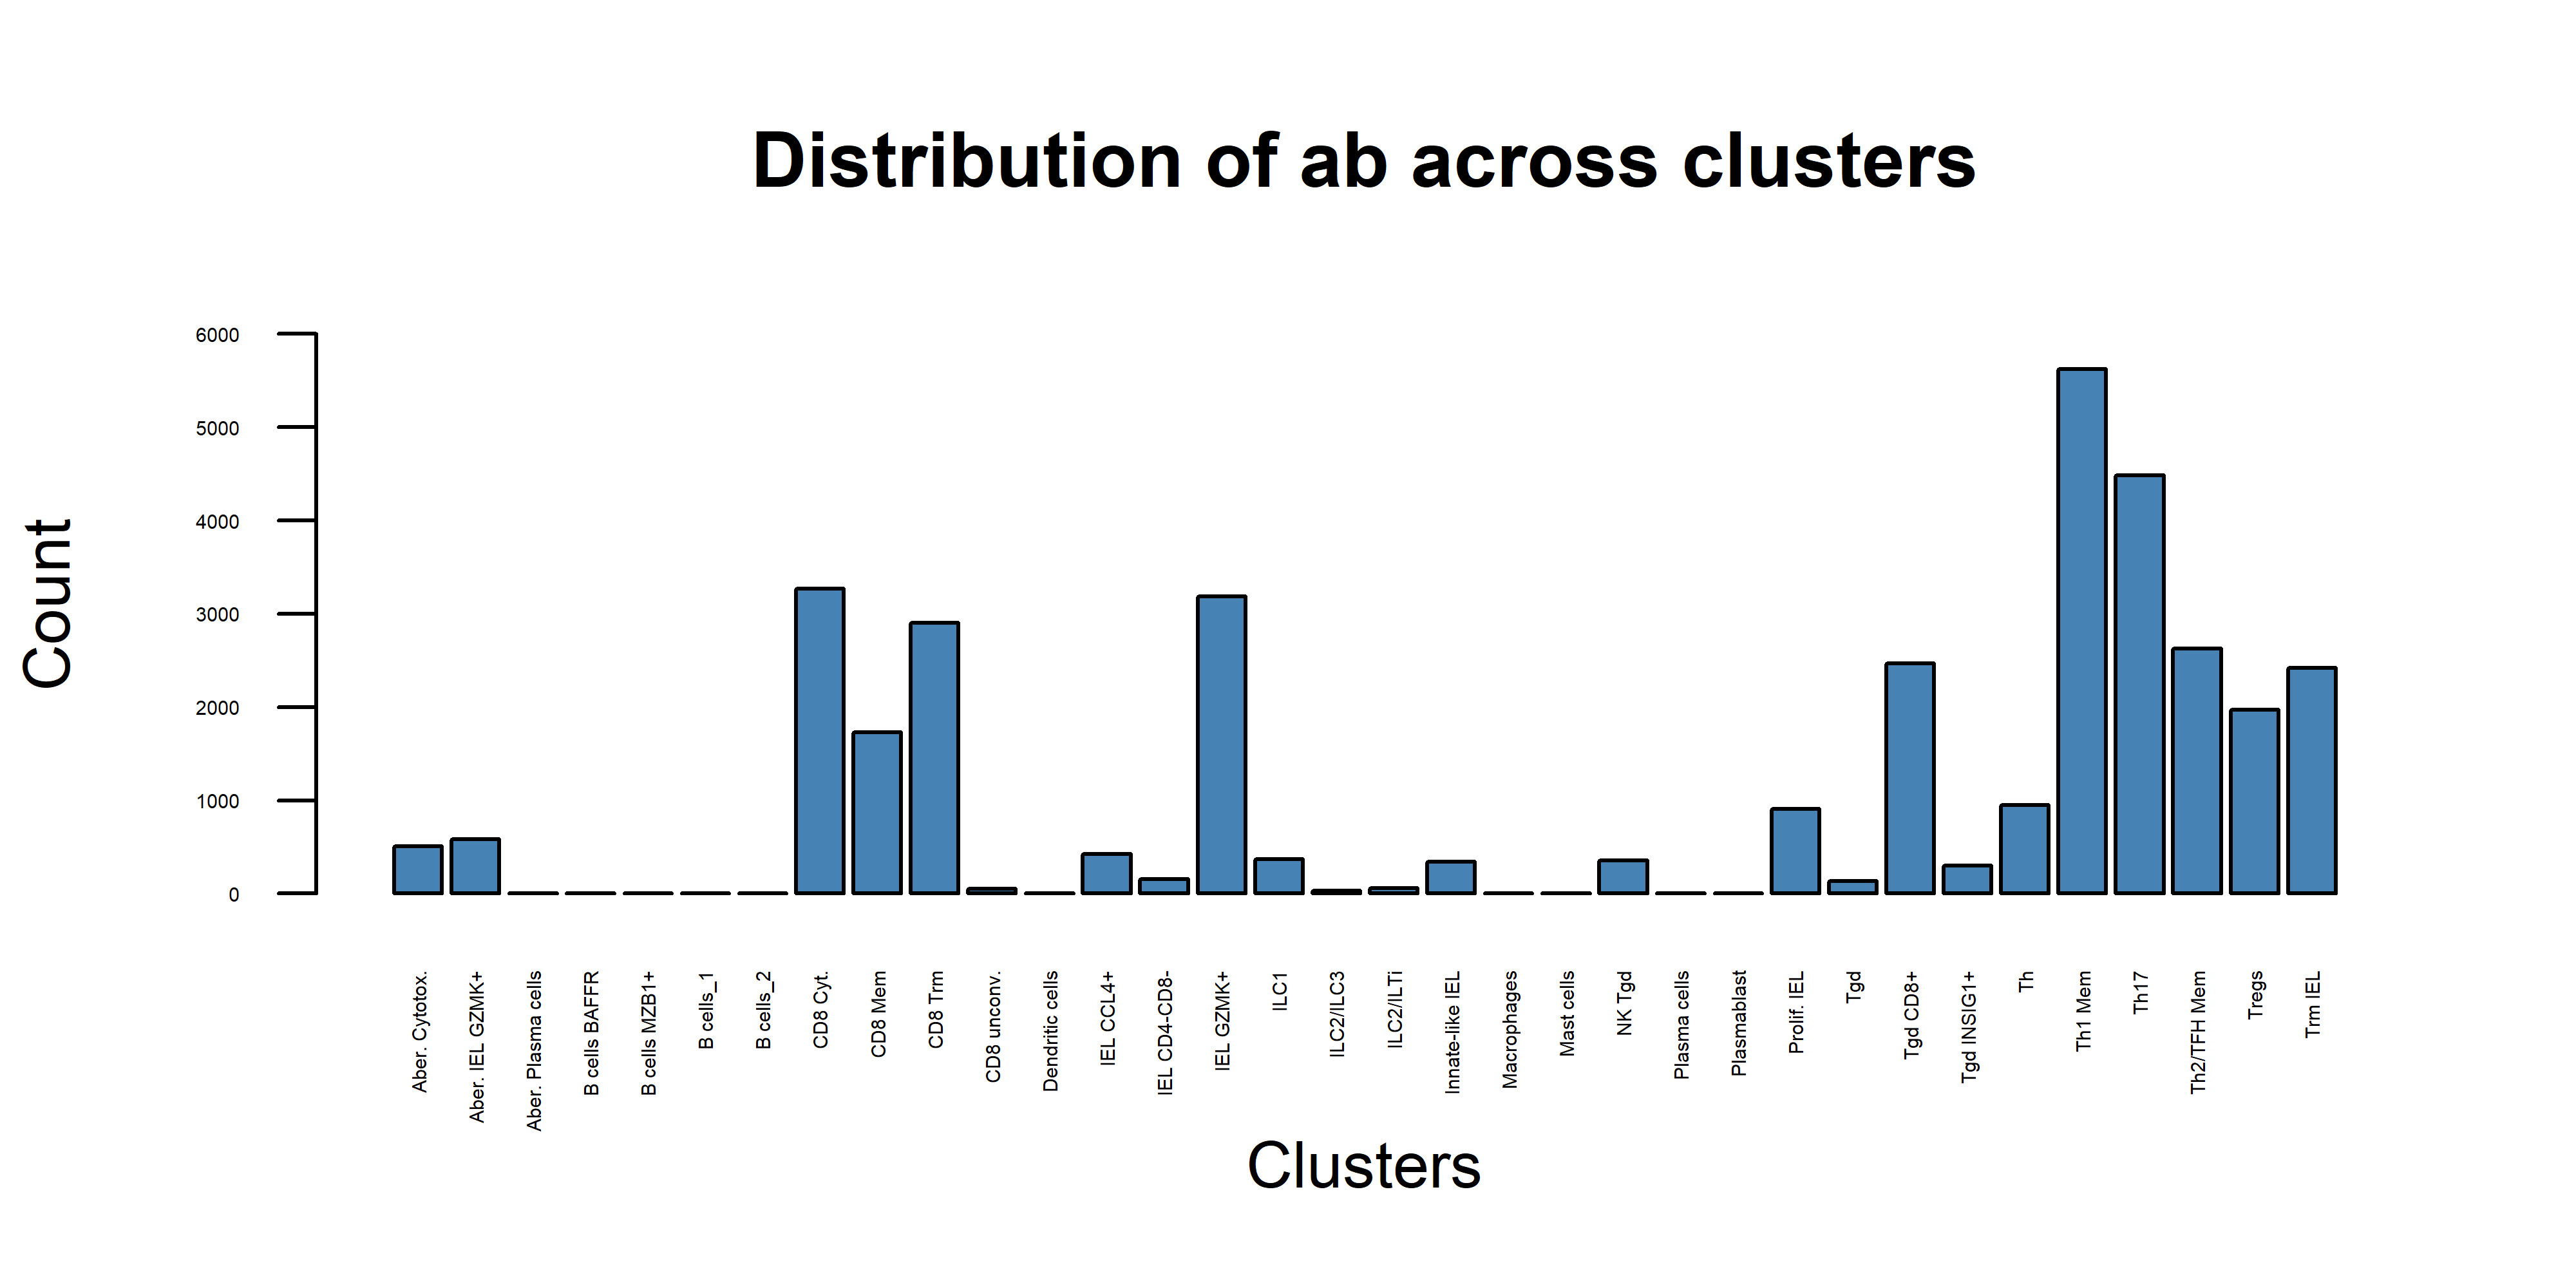 Distribution of ab across clusters
Count
6000
5000
4000
3000
2000
1000
0
Aber. Cytotox.
Aber. IEL GZMK+
Aber. Plasma cells
B cells BAFFR
B cells MZB1+
B cells_1
B cells_2
CD8 Cyt.
CD8 Mem
CD8 Trm
CD8 unconv.
Dendritic cells
IEL CCL4+
IEL CD4-CD8-
IEL GZMK+
ILC1
ILC2/ILC3
ILC2/ILTi
Innate-like IEL
Macrophages
Mast cells
NK Tgd
Plasma cells
Plasmablast
Prolif. IEL
Tgd
Tgd CD8+
Tgd INSIG1+
Th
Th1 Mem
Th17
Th2/TFH Mem
Tregs
Trm IEL
Clusters